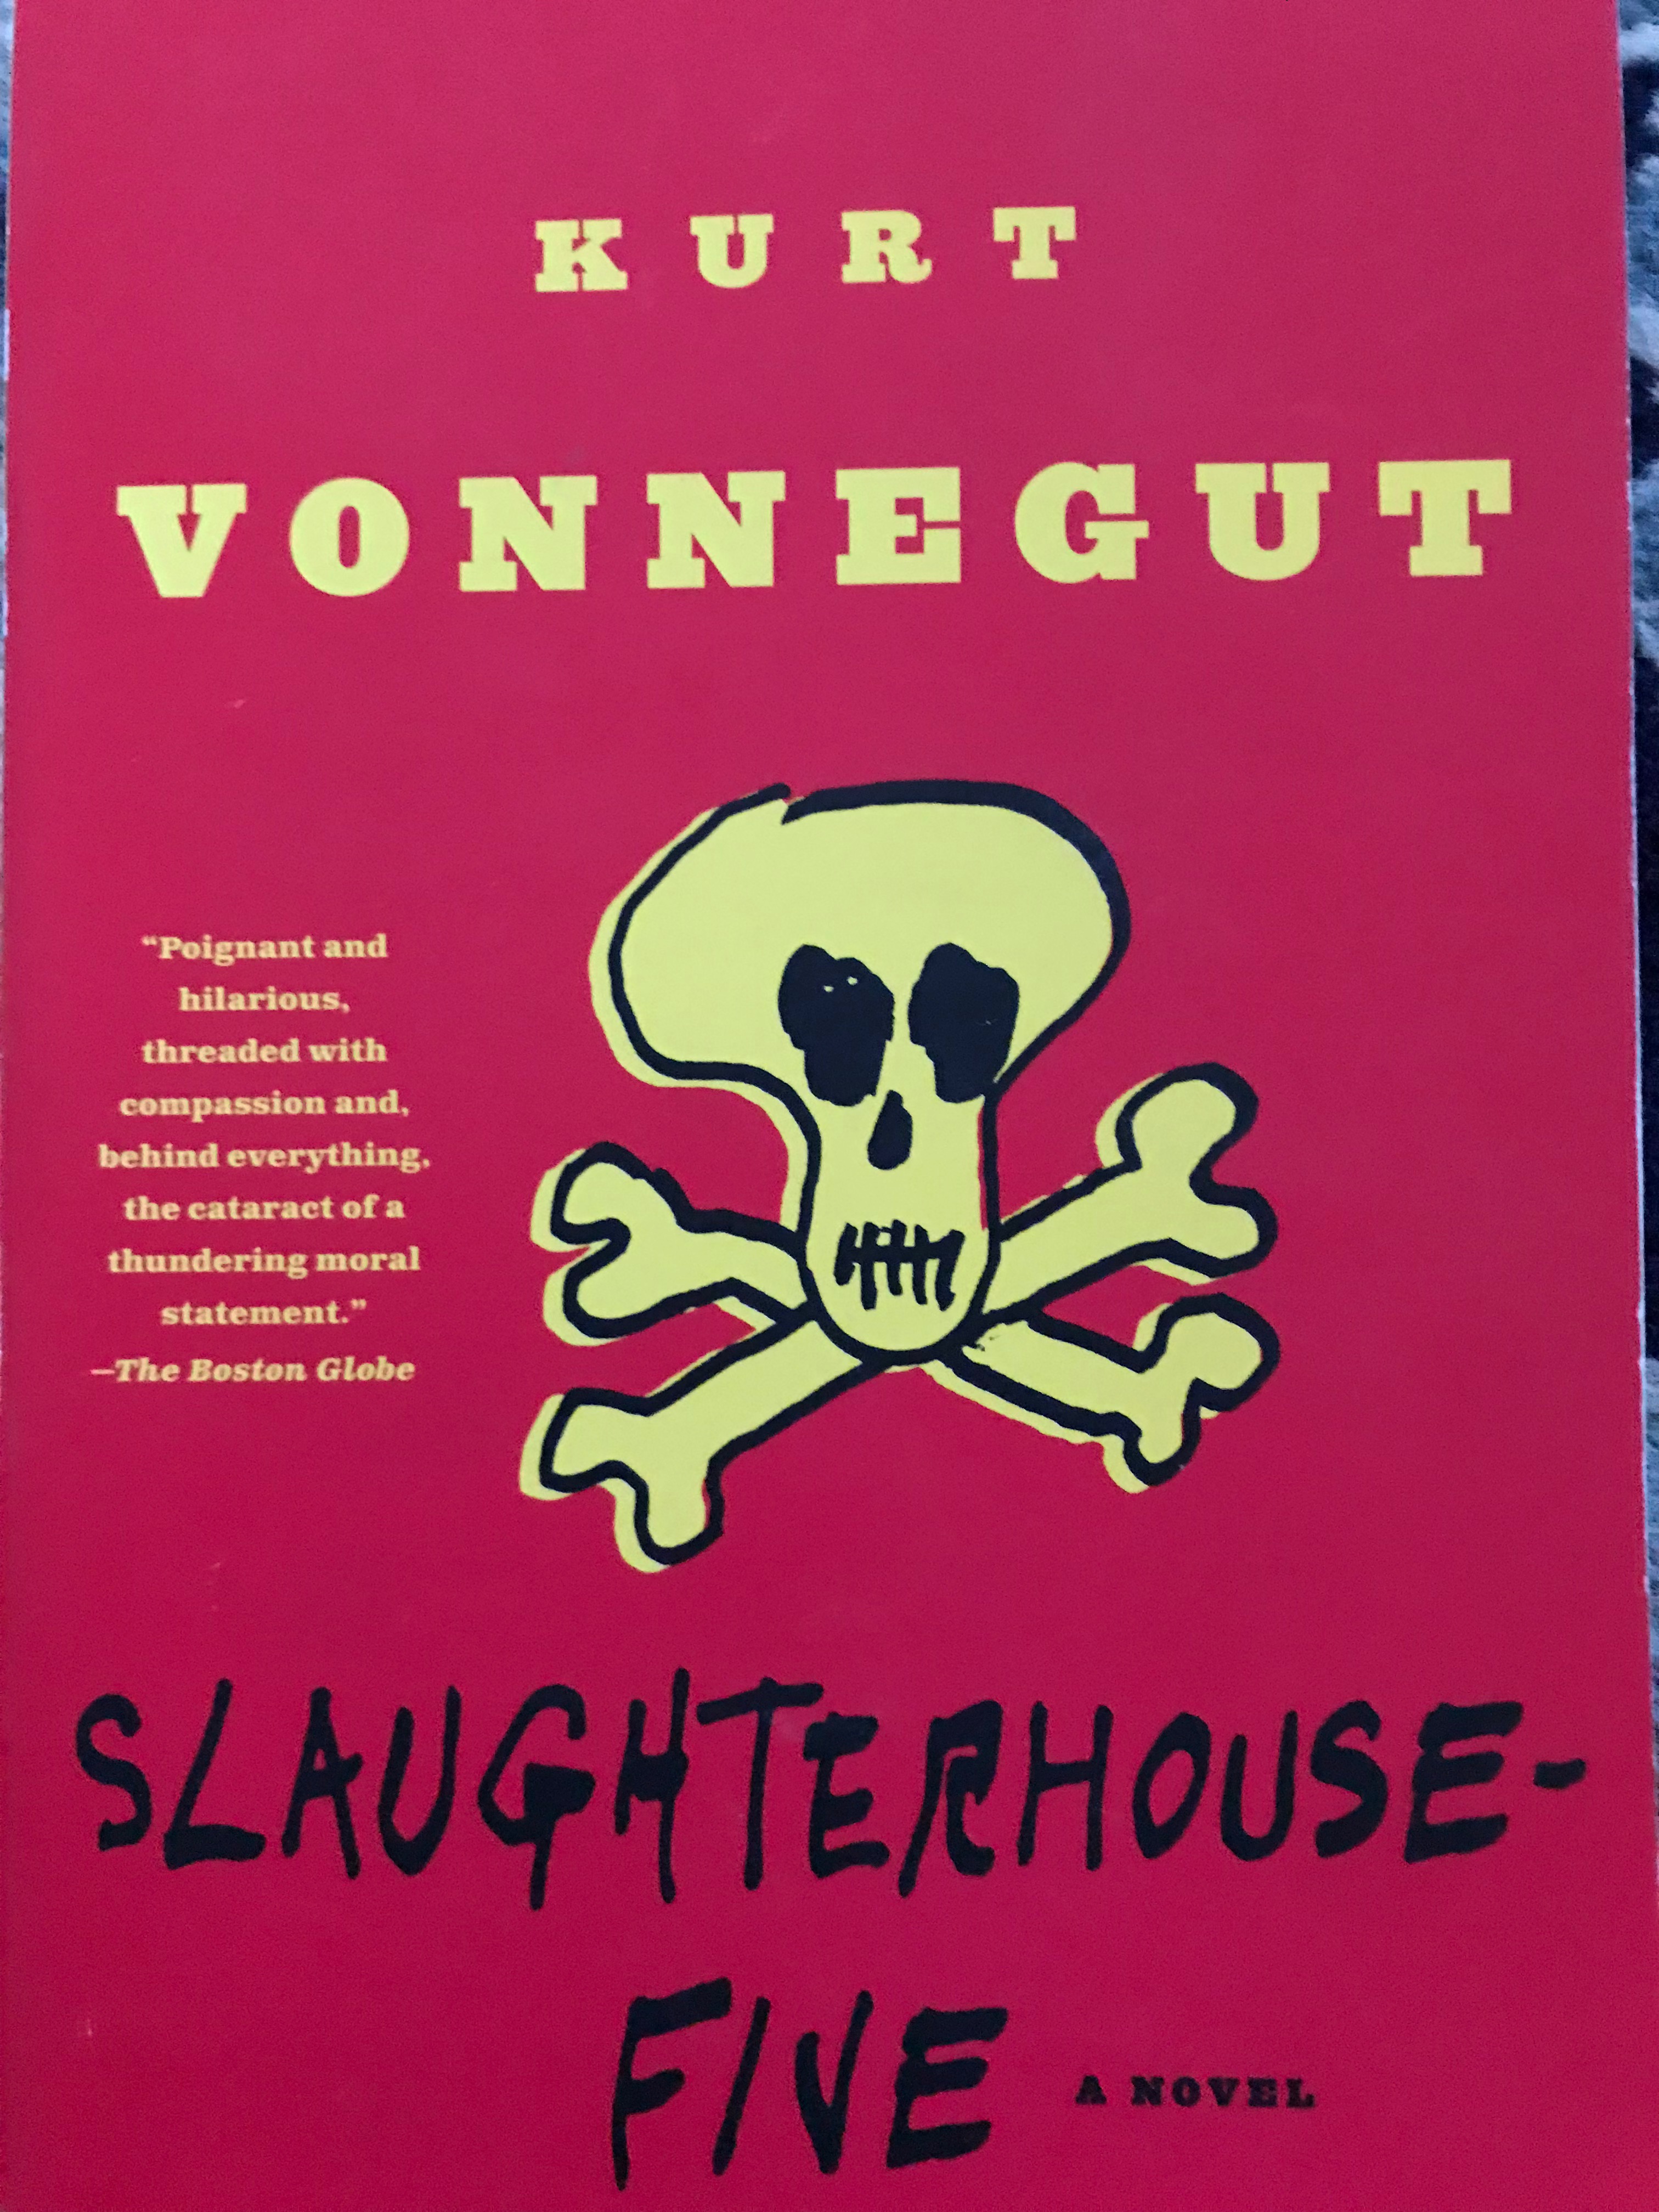 KURT
VONNEGUT
“Poignant and
hilarious,
threaded with
compassion and,
behind everything,
the cataract of a
thundering moral
statement.”
—The Boston Globe
SLAUGHTERHOUSE-
FIVE A NOVEL